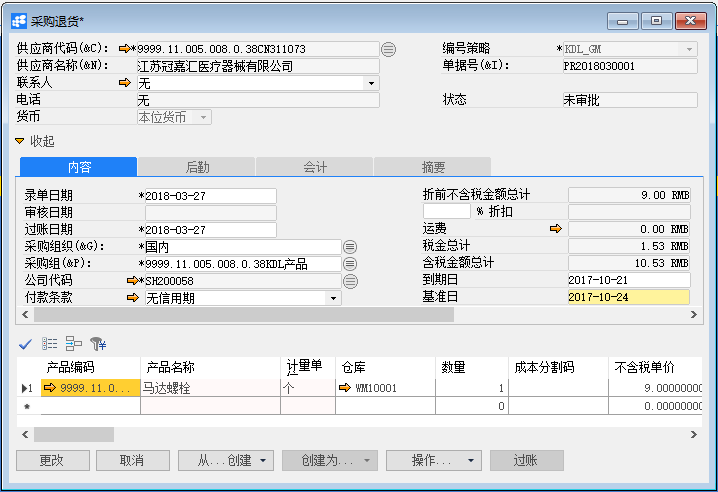 采购退货*
供应商代码(&C): *9999.11.005.008.0.38CN311073 编号策略 *KDL_GM
供应商名称(&N): 江苏冠嘉汇医疗器械有限公司 单据号(&I): PR2018030001
联系人 无
电话 无 状态 未审批
货币 本位货币
收起
内容 后勤 会计 摘要
录单日期 *2018-03-27 折前不含税金额总计 9.00 RMB
审核日期 % 折扣
过账日期 *2018-03-27 运费 0.00 RMB
采购组织(&G): *国内 税金总计 1.53 RMB
采购组(&P): *9999.11.005.008.0.38KDL产品 含税金额总计 10.53 RMB
公司代码 *SH200058 到期日 2017-10-21
付款条款 无信用期 基准日 2017-10-24
产品编码 产品名称 计量单位 仓库 数量 成本分割码 不含税单价
1 9999.11.0... 马达螺栓 个 WM10001 1 9.00000000
* 0 0.00000000
更改 取消 从...创建 创建为... 操作... 过账